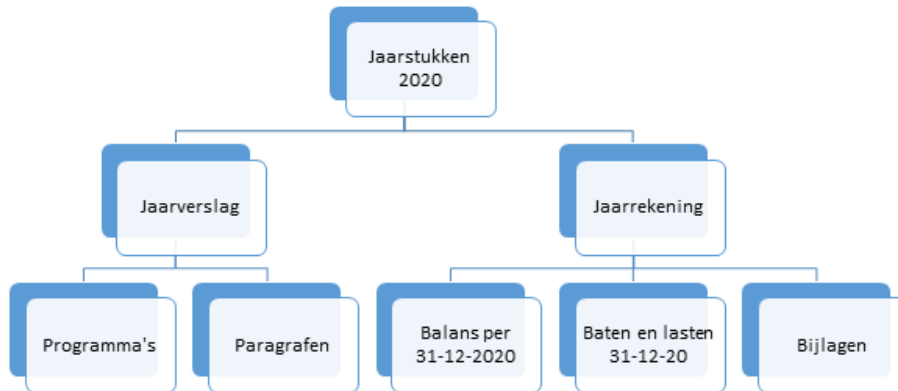 Jaarstukken
2020
Jaarverslag
Jaarrekening
Programma's
Paragrafen
Balans per
31-12-2020
Baten en lasten
31-12-20
Bijlagen